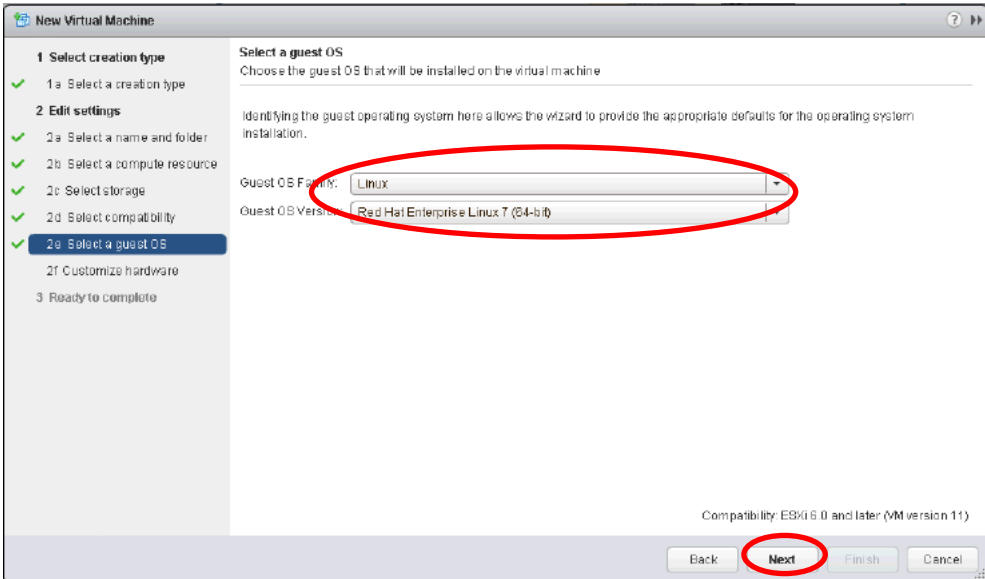 New Virtual Machine
1 Select creation type
1a Select a creation type
2 Edit settings
2a Select a name and folder
2b Select a compute resource
2c Select storage
2d Select compatibility
2e Select a guest OS
2f Customize hardware
3 Ready to complete
Select a guest OS
Choose the guest OS that will be installed on the virtual machine
Identifying the guest operating system here allows the wizard to provide the appropriate defaults for the operating system
installation.
Guest OS Family: Linux
Guest OS Version: Red Hat Enterprise Linux 7 (64-bit)
Compatibility: ESXi 6.0 and later (VM version 11)
Back Next Finish Cancel